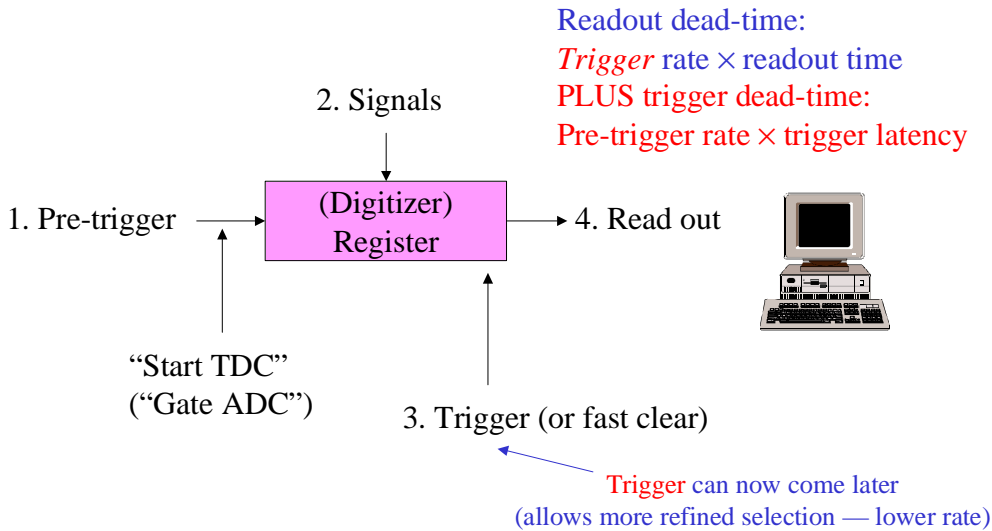 Readout dead-time:
Trigger rate × readout time
PLUS trigger dead-time:
Pre-trigger rate × trigger latency
2. Signals
1. Pre-trigger
(Digitizer)
Register
4. Read out
“Start TDC”
(“Gate ADC”)
3. Trigger (or fast clear)
Trigger can now come later
(allows more refined selection — lower rate)